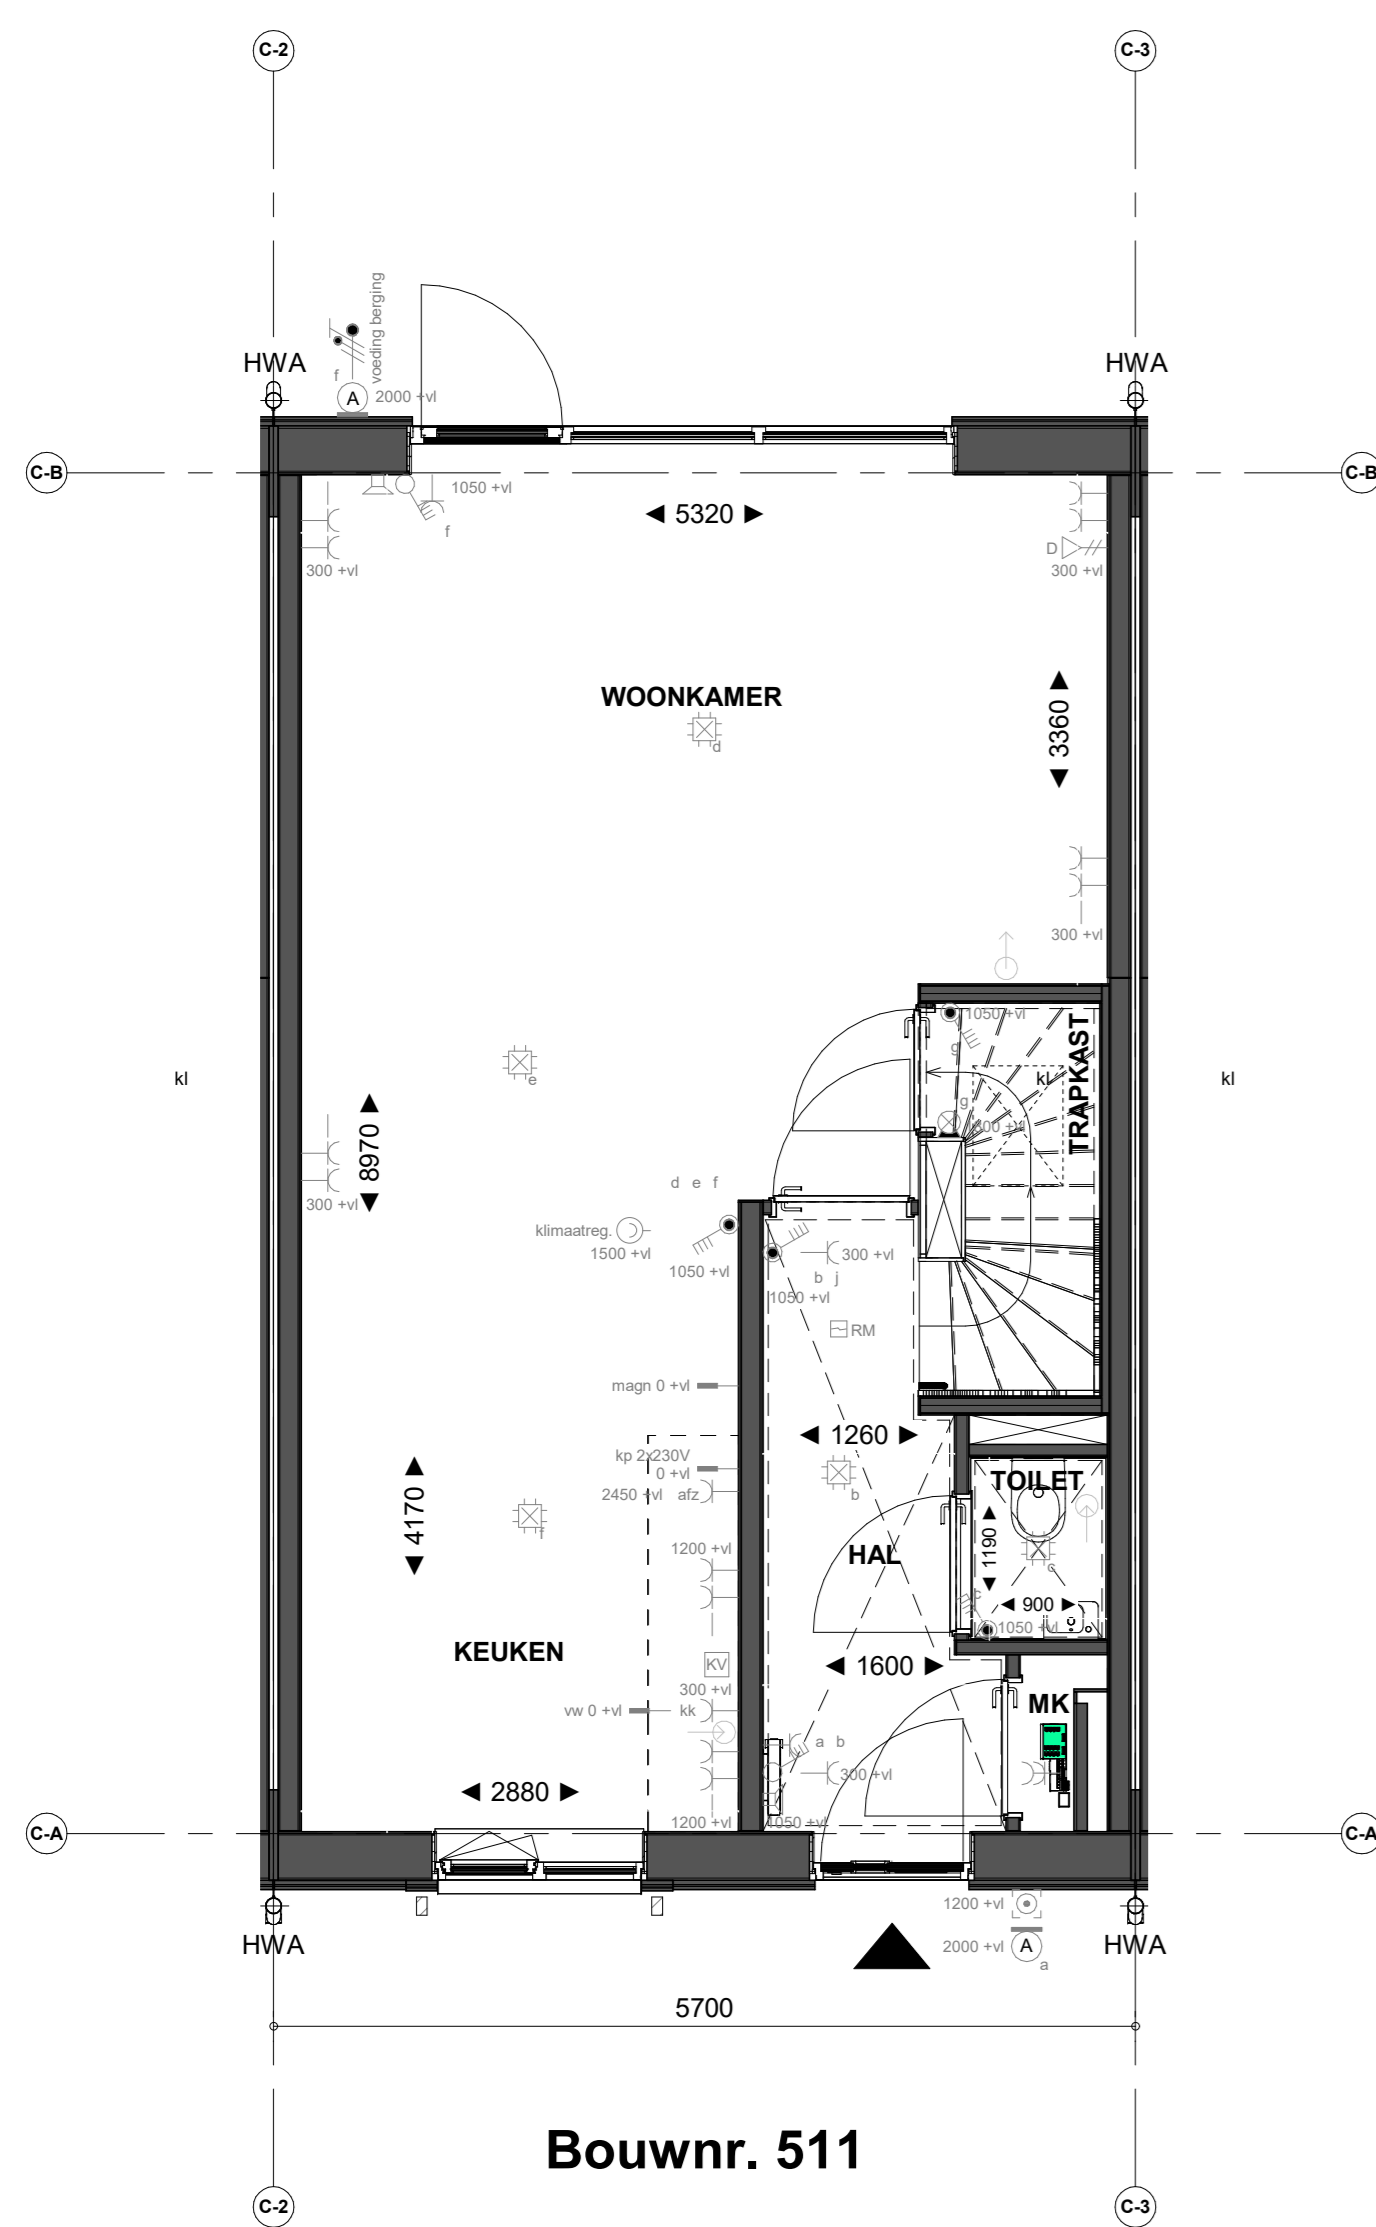 C-2
C-3
voeding berging
HWA
HWA
f
A
2000 +vl
C-B
C-B
1050 +vl
f
5320
300 +vl
D
300 +vl
WOONKAMER
d
3360
300 +vl
1050 +vl
g
TRAPKAST
e
kl
kl
kl
g
1800 +vl
8970
300 +vl
d e f
klimaatreg.
1500 +vl
1050 +vl
300 +vl
b j
1050 +vl
RM
magn 0 +vl
1260
kp 2x230V
0 +vl
2450 +vl afz
b
TOILET
4170
f
1200 +vl
HAL
1190
c
c
900
1050 +vl
KEUKEN
KV
1600
300 +vl
vw 0 +vl
kk
MK
a b
300 +vl
2880
1200 +vl
1050 +vl
C-A
C-A
1200 +vl
HWA
2000 +vl
A
HWA
a
5700
Bouwnr. 511
C-2
C-3